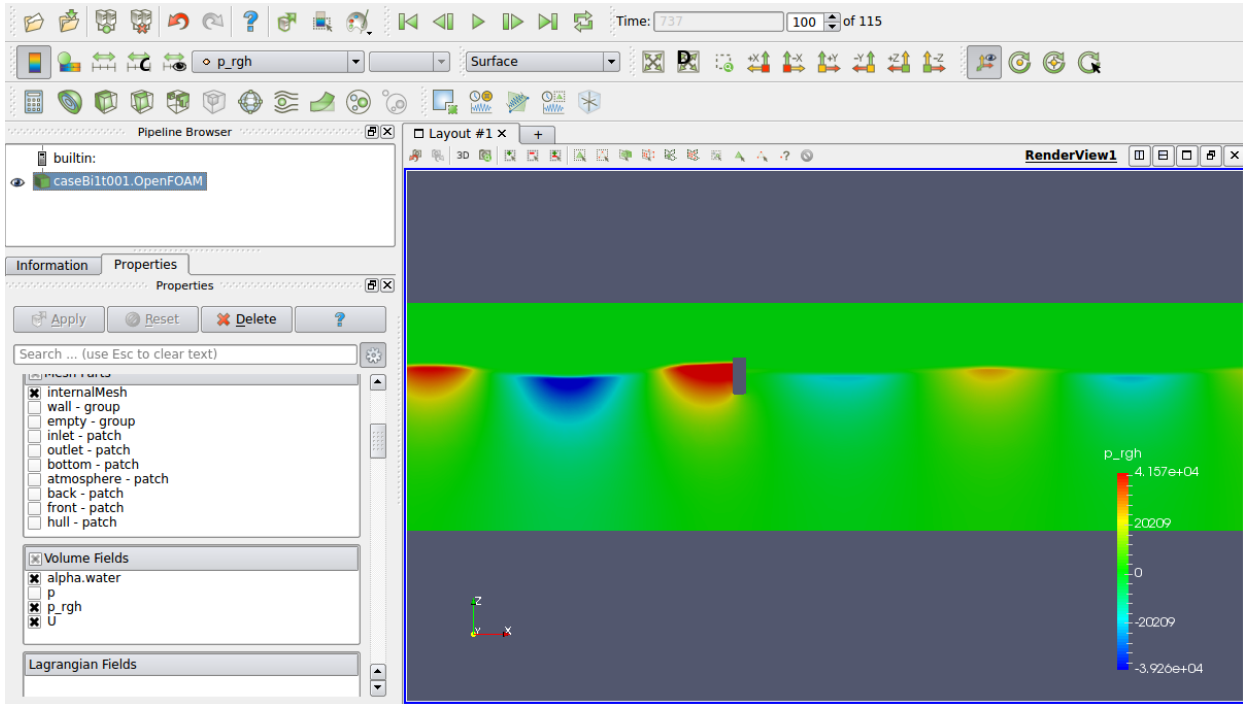 Time: 737 100 of 115
p_rgh Surface
+X -X +Y -Y +Z -Z
Pipeline Browser
builtin:
caseBi1t001.OpenFOAM
Information Properties
Properties
Apply Reset Delete ?
Search ... (use Esc to clear text)
Mesh Parts
internalMesh
wall - group
empty - group
inlet - patch
outlet - patch
bottom - patch
atmosphere - patch
back - patch
front - patch
hull - patch
Volume Fields
alpha.water
p
p_rgh
U
Lagrangian Fields
Layout #1 × +
3D RenderView1
p_rgh
4.157e+04
20209
0
-20209
-3.926e+04
Z
Y X